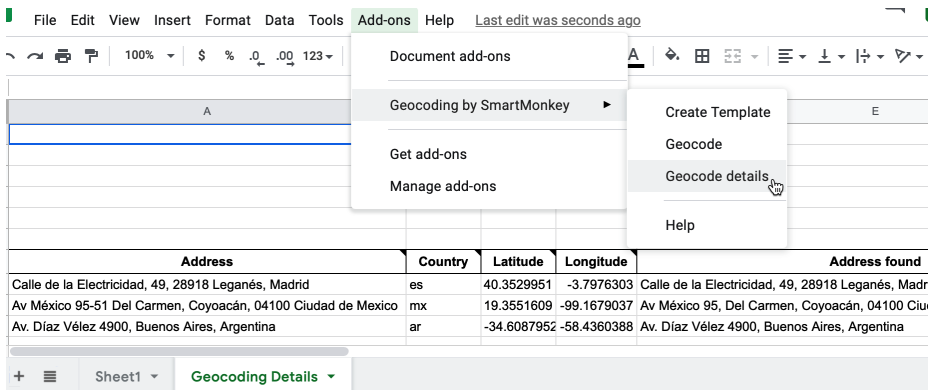 File Edit View Insert Format Data Tools Add-ons Help Last edit was seconds ago
100% $ % .0 .00 123 A
Document add-ons
Geocoding by SmartMonkey
Get add-ons
Manage add-ons
Create Template
Geocode
Geocode details
Help
A E
Address Country Latitude Longitude Address found
Calle de la Electricidad, 49, 28918 Leganés, Madrid es 40.3529951 -3.7976303 Calle de la Electricidad, 49, 28918 Leganés, Madr
Av México 95-51 Del Carmen, Coyoacán, 04100 Ciudad de Mexico mx 19.3551609 -99.1679037 Av México 95, Del Carmen, Coyoacán, 04100 Ciu
Av. Díaz Vélez 4900, Buenos Aires, Argentina ar -34.6087952 -58.4360388 Av. Díaz Vélez 4900, Buenos Aires, Argentina
Sheet1 Geocoding Details